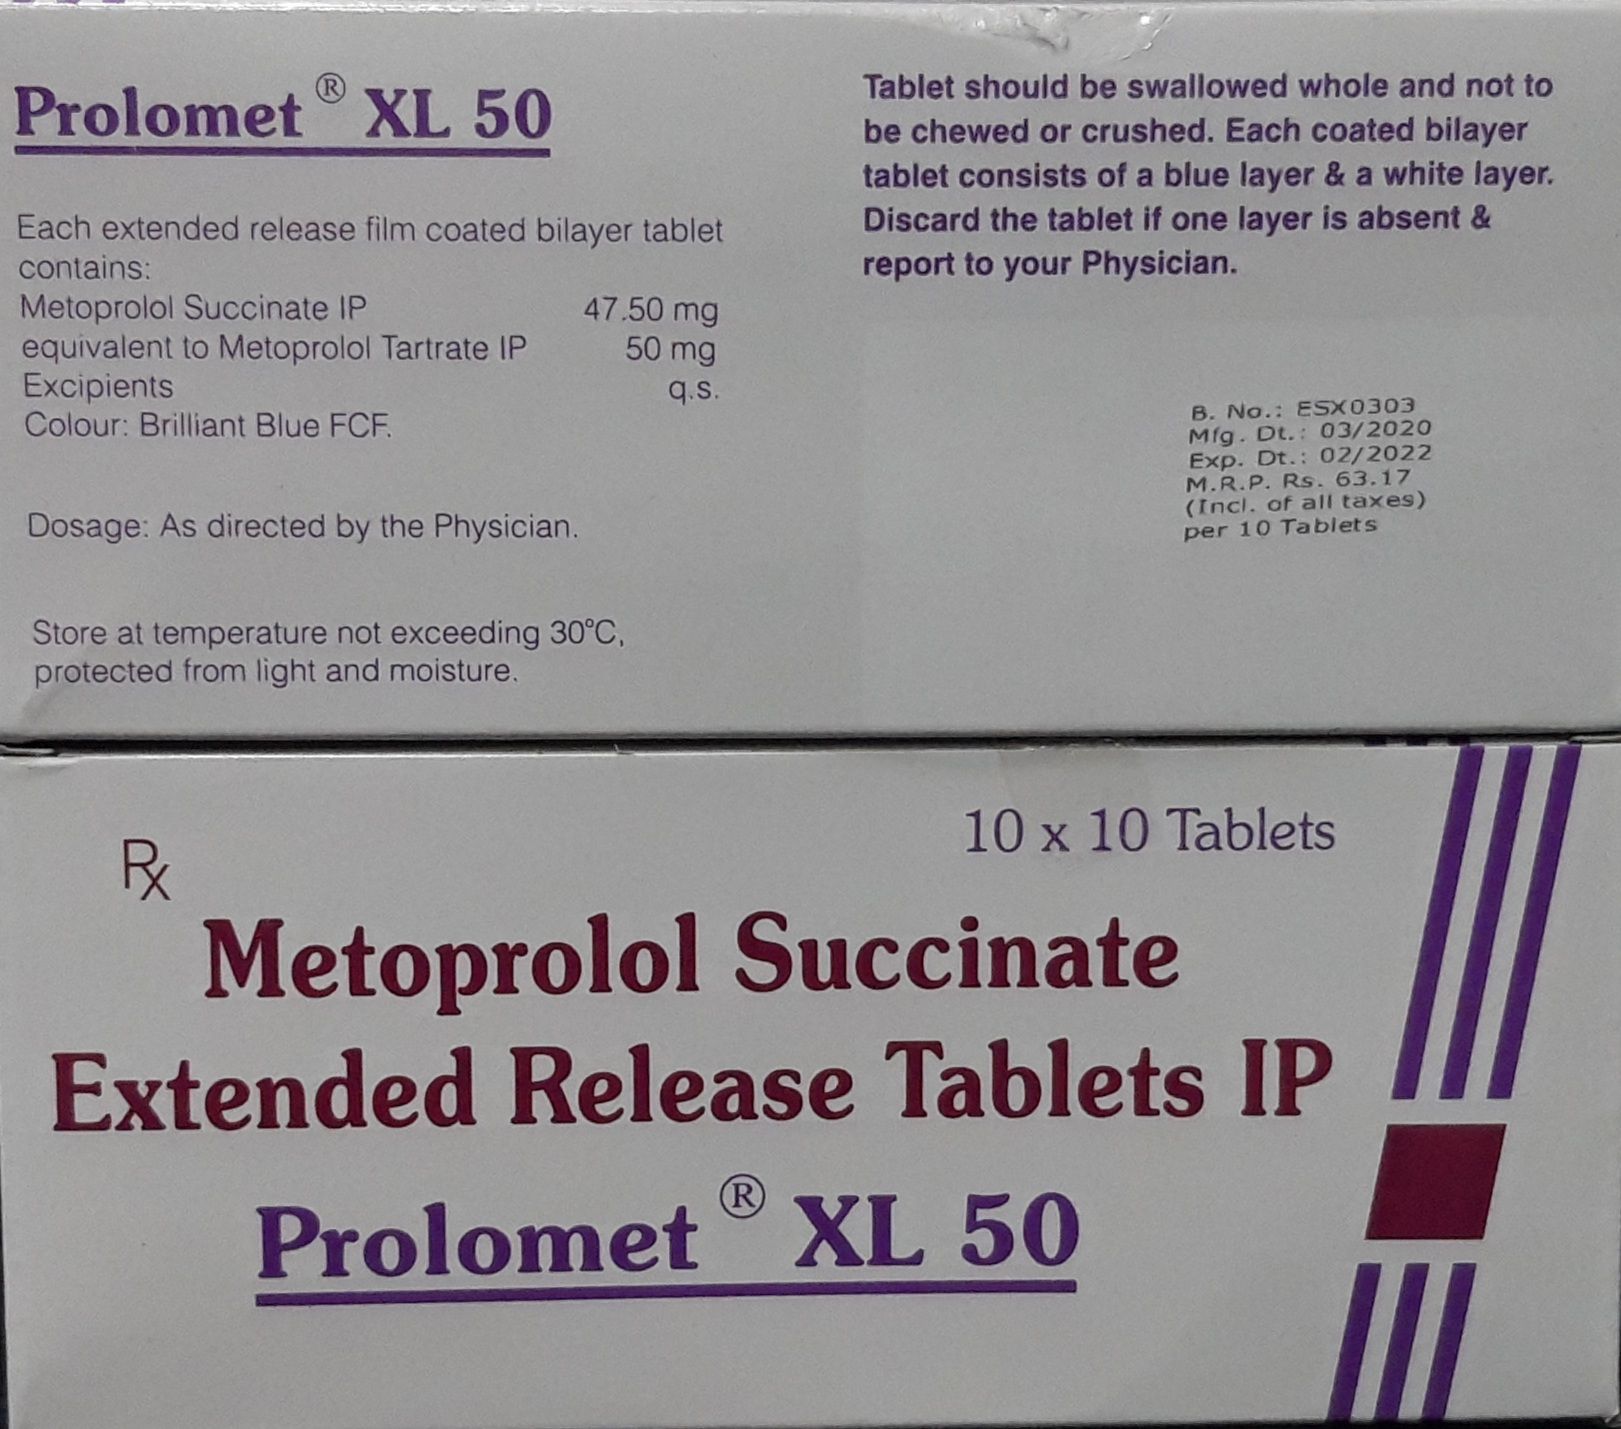 Prolomet ® XL 50
Each extended release film coated bilayer tablet
contains:
Metoprolol Succinate IP 47.50 mg
equivalent to Metoprolol Tartrate IP 50 mg
Excipients q.s.
Colour: Brilliant Blue FCF.
Dosage: As directed by the Physician.
Store at temperature not exceeding 30°C,
protected from light and moisture.
Tablet should be swallowed whole and not to
be chewed or crushed. Each coated bilayer
tablet consists of a blue layer & a white layer.
Discard the tablet if one layer is absent &
report to your Physician.
B. No.: ESX0303
Mfg. Dt.: 03/2020
Exp. Dt.: 02/2022
M.R.P. Rs. 63.17
(Incl. of all taxes)
per 10 Tablets
Rx
10 x 10 Tablets
Metoprolol Succinate
Extended Release Tablets IP
Prolomet ® XL 50